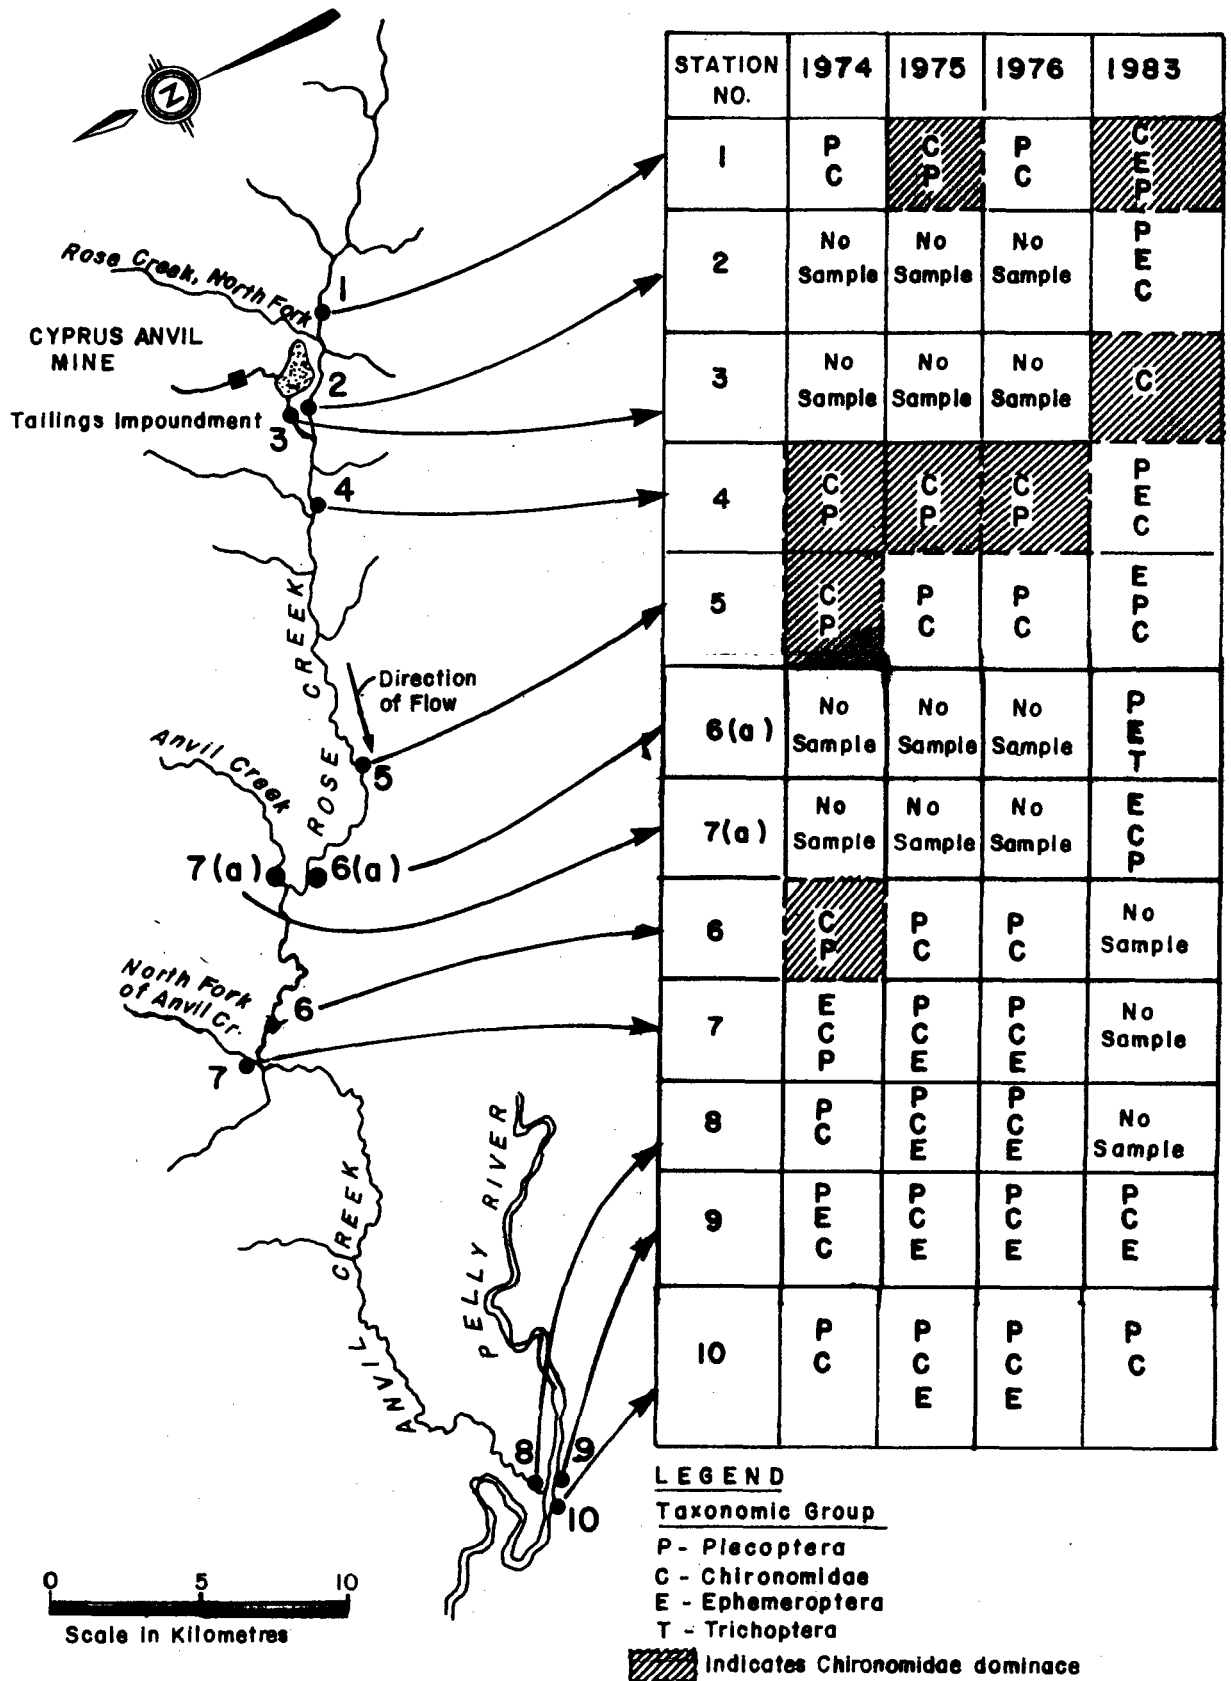 N
Rose Creek, North Fork
1
CYPRUS ANVIL
MINE
2
Tailings Impoundment
3
4
ROSE CREEK
Direction
of Flow
5
Anvil Creek
7(a)
6(a)
North Fork
of Anvil Cr.
6
7
ANVIL CREEK
PELLY RIVER
8
9
10
0 5 10
Scale in Kilometres
STATION NO. 1974 1975 1976 1983
1
P C
C P
P C
C E P
2
No Sample
No Sample
No Sample
P E C
3
No Sample
No Sample
No Sample
C
4
C P
C P
C P
P E C
5
C P
P C
P C
E P C
6(a)
No Sample
No Sample
No Sample
P E T
7(a)
No Sample
No Sample
No Sample
E C P
6
C P
P C
P C
No Sample
7
E C P
P C E
P C E
No Sample
8
P C
P C E
P C E
No Sample
9
P E C
P C E
P C E
P C E
10
P C
P C E
P C E
P C
LEGEND
Taxonomic Group
P - Plecoptera
C - Chironomidae
E - Ephemeroptera
T - Trichoptera
Indicates Chironomidae dominace